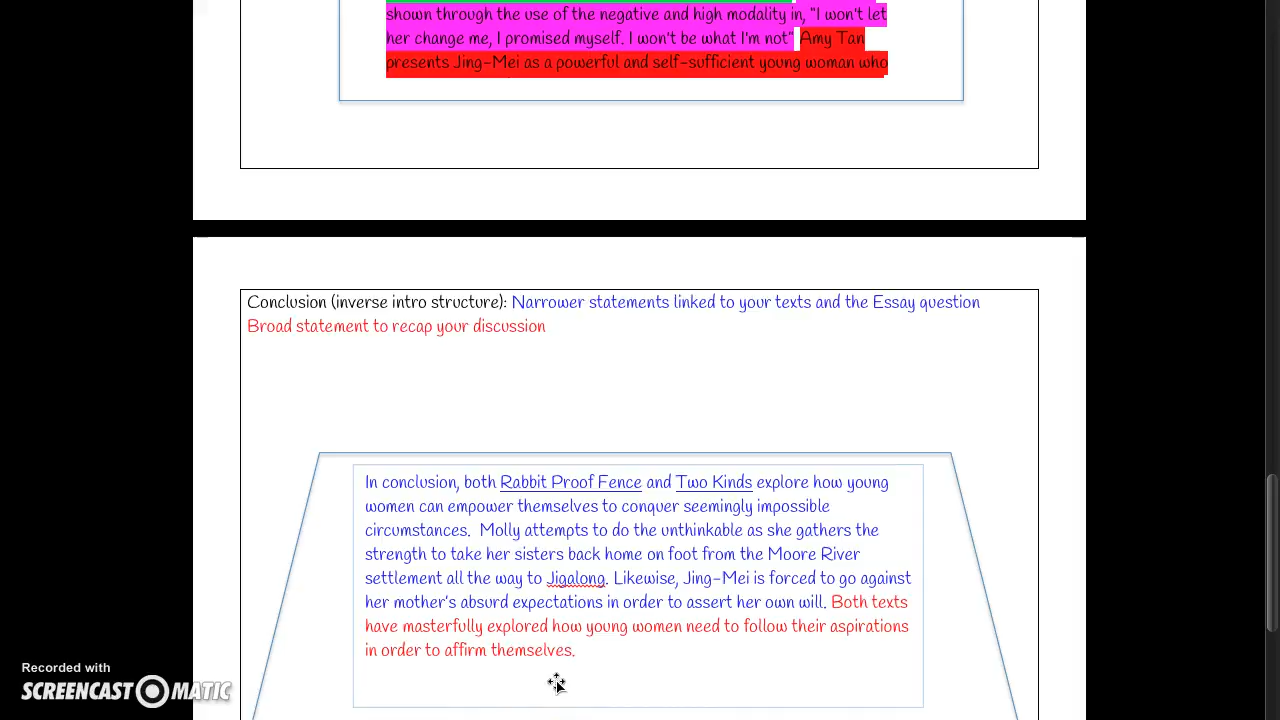 shown through the use of the negative and high modality in, "I won't let
her change me, I promised myself. I won't be what I'm not" Amy Tan
presents Jing-Mei as a powerful and self-sufficient young woman who
Conclusion (inverse intro structure): Narrower statements linked to your texts and the Essay question
Broad statement to recap your discussion
In conclusion, both Rabbit Proof Fence and Two Kinds explore how young
women can empower themselves to conquer seemingly impossible
circumstances.  Molly attempts to do the unthinkable as she gathers the
strength to take her sisters back home on foot from the Moore River
settlement all the way to Jigalong. Likewise, Jing-Mei is forced to go against
her mother's absurd expectations in order to assert her own will. Both texts
have masterfully explored how young women need to follow their aspirations
in order to affirm themselves.
Recorded with
SCREENCAST-O-MATIC